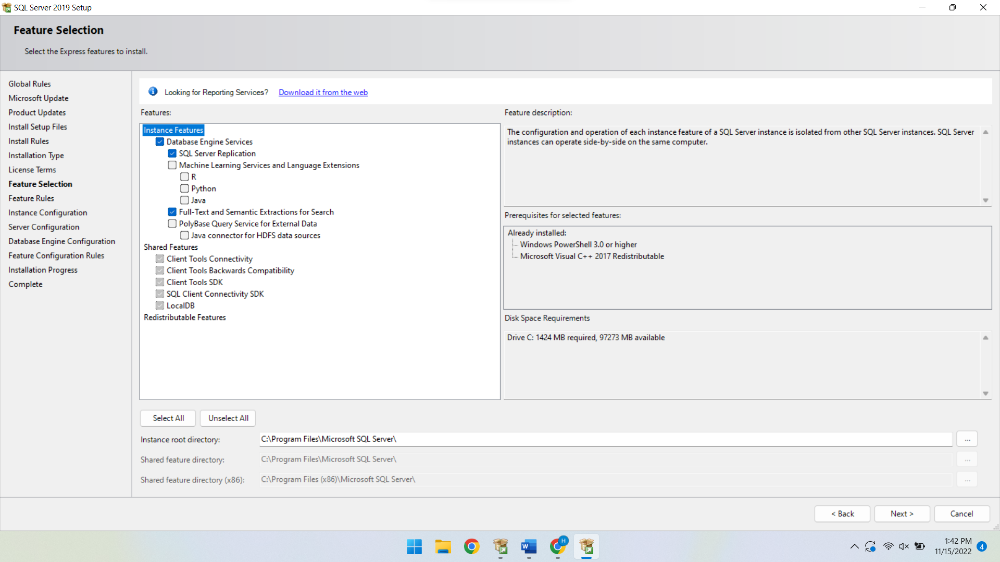 SQL Server 2019 Setup
Feature Selection
Select the Express features to install.
Global Rules
Microsoft Update
Product Updates
Install Setup Files
Install Rules
Installation Type
License Terms
Feature Selection
Feature Rules
Instance Configuration
Server Configuration
Database Engine Configuration
Feature Configuration Rules
Installation Progress
Complete
Looking for Reporting Services? Download it from the web
Features:
Instance Features
Database Engine Services
SQL Server Replication
Machine Learning Services and Language Extensions
R
Python
Java
Full-Text and Semantic Extractions for Search
PolyBase Query Service for External Data
Java connector for HDFS data sources
Shared Features
Client Tools Connectivity
Client Tools Backwards Compatibility
Client Tools SDK
SQL Client Connectivity SDK
LocalDB
Redistributable Features
Feature description:
The configuration and operation of each instance feature of a SQL Server instance is isolated from other SQL Server instances. SQL Server
instances can operate side-by-side on the same computer.
Prerequisites for selected features:
Already installed:
Windows PowerShell 3.0 or higher
Microsoft Visual C++ 2017 Redistributable
Disk Space Requirements
Drive C: 1424 MB required, 97273 MB available
Select All Unselect All
Instance root directory: C:\Program Files\Microsoft SQL Server\ ...
Shared feature directory: C:\Program Files\Microsoft SQL Server\ ...
Shared feature directory (x86): C:\Program Files (x86)\Microsoft SQL Server\ ...
< Back Next > Cancel
W H
1:42 PM
11/15/2022 4